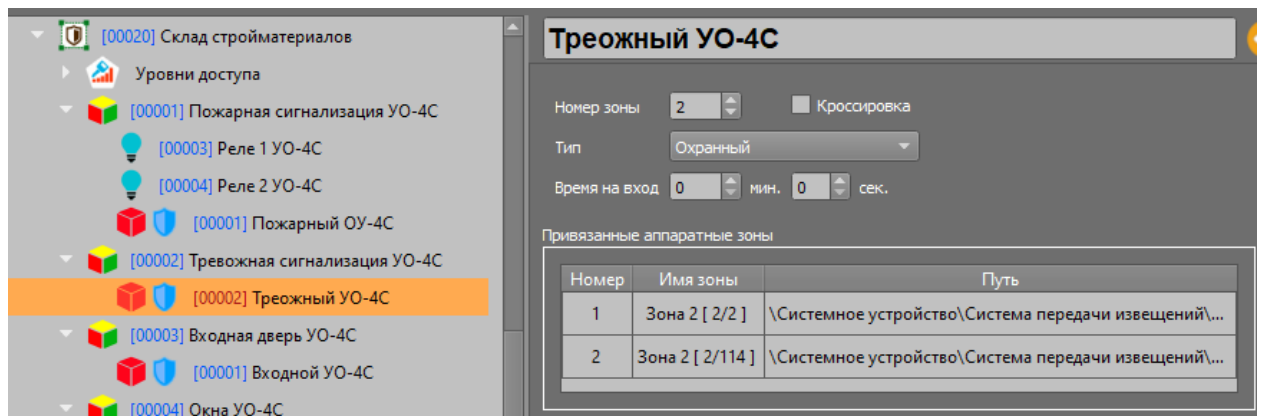 [00020] Склад стройматериалов
Уровни доступа
[00001] Пожарная сигнализация УО-4С
[00003] Реле 1 УО-4С
[00004] Реле 2 УО-4С
[00001] Пожарный ОУ-4С
[00002] Тревожная сигнализация УО-4С
[00002] Треожный УО-4С
[00003] Входная дверь УО-4С
[00001] Входной УО-4С
[00004] Окна УО-4С
Треожный УО-4С
Номер зоны 2 Кроссировка
Тип Охранный
Время на вход 0 мин. 0 сек.
Привязанные аппаратные зоны
Номер Имя зоны Путь
1 Зона 2 [ 2/2 ] \Системное устройство\Система передачи извещений\...
2 Зона 2 [ 2/114 ] \Системное устройство\Система передачи извещений\...